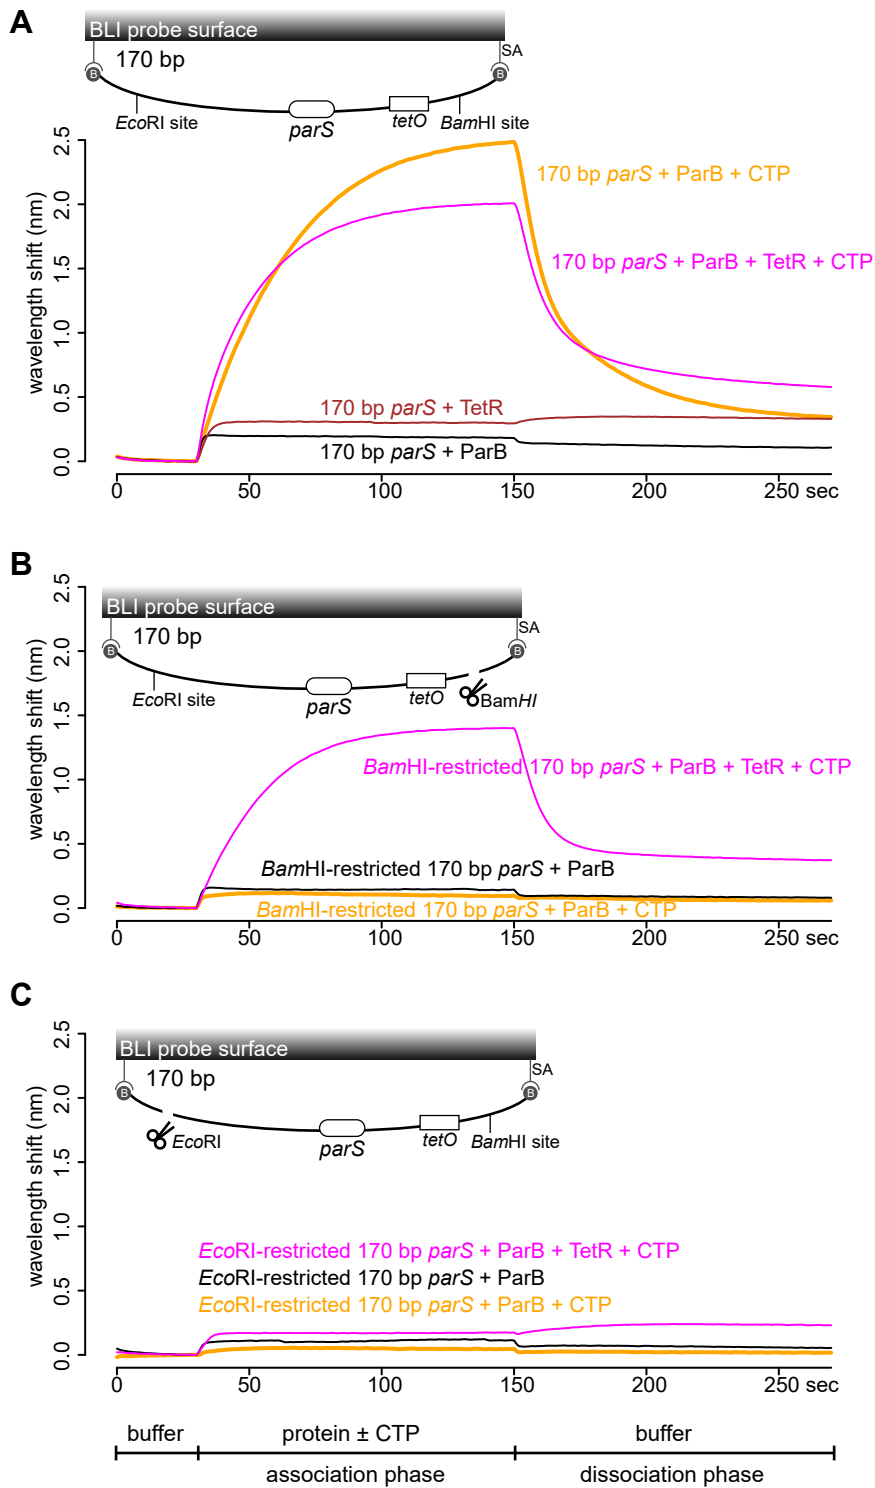 A
BLI probe surface
170 bp
SA
B
B
EcoRI site
parS
tetO
BamHI site
wavelength shift (nm)
2.5
2.0
1.5
1.0
0.5
0.0
170 bp parS + ParB + CTP
170 bp parS + ParB + TetR + CTP
170 bp parS + TetR
170 bp parS + ParB
0 50 100 150 200 250 sec
B
BLI probe surface
170 bp
SA
B
B
EcoRI site
parS
tetO
BamHI
wavelength shift (nm)
2.5
2.0
1.5
1.0
0.5
0.0
BamHI-restricted 170 bp parS + ParB + TetR + CTP
BamHI-restricted 170 bp parS + ParB
BamHI-restricted 170 bp parS + ParB + CTP
0 50 100 150 200 250 sec
C
BLI probe surface
170 bp
SA
B
B
EcoRI
parS
tetO
BamHI site
wavelength shift (nm)
2.5
2.0
1.5
1.0
0.5
0.0
EcoRI-restricted 170 bp parS + ParB + TetR + CTP
EcoRI-restricted 170 bp parS + ParB
EcoRI-restricted 170 bp parS + ParB + CTP
0 50 100 150 200 250 sec
buffer protein ± CTP buffer
association phase dissociation phase